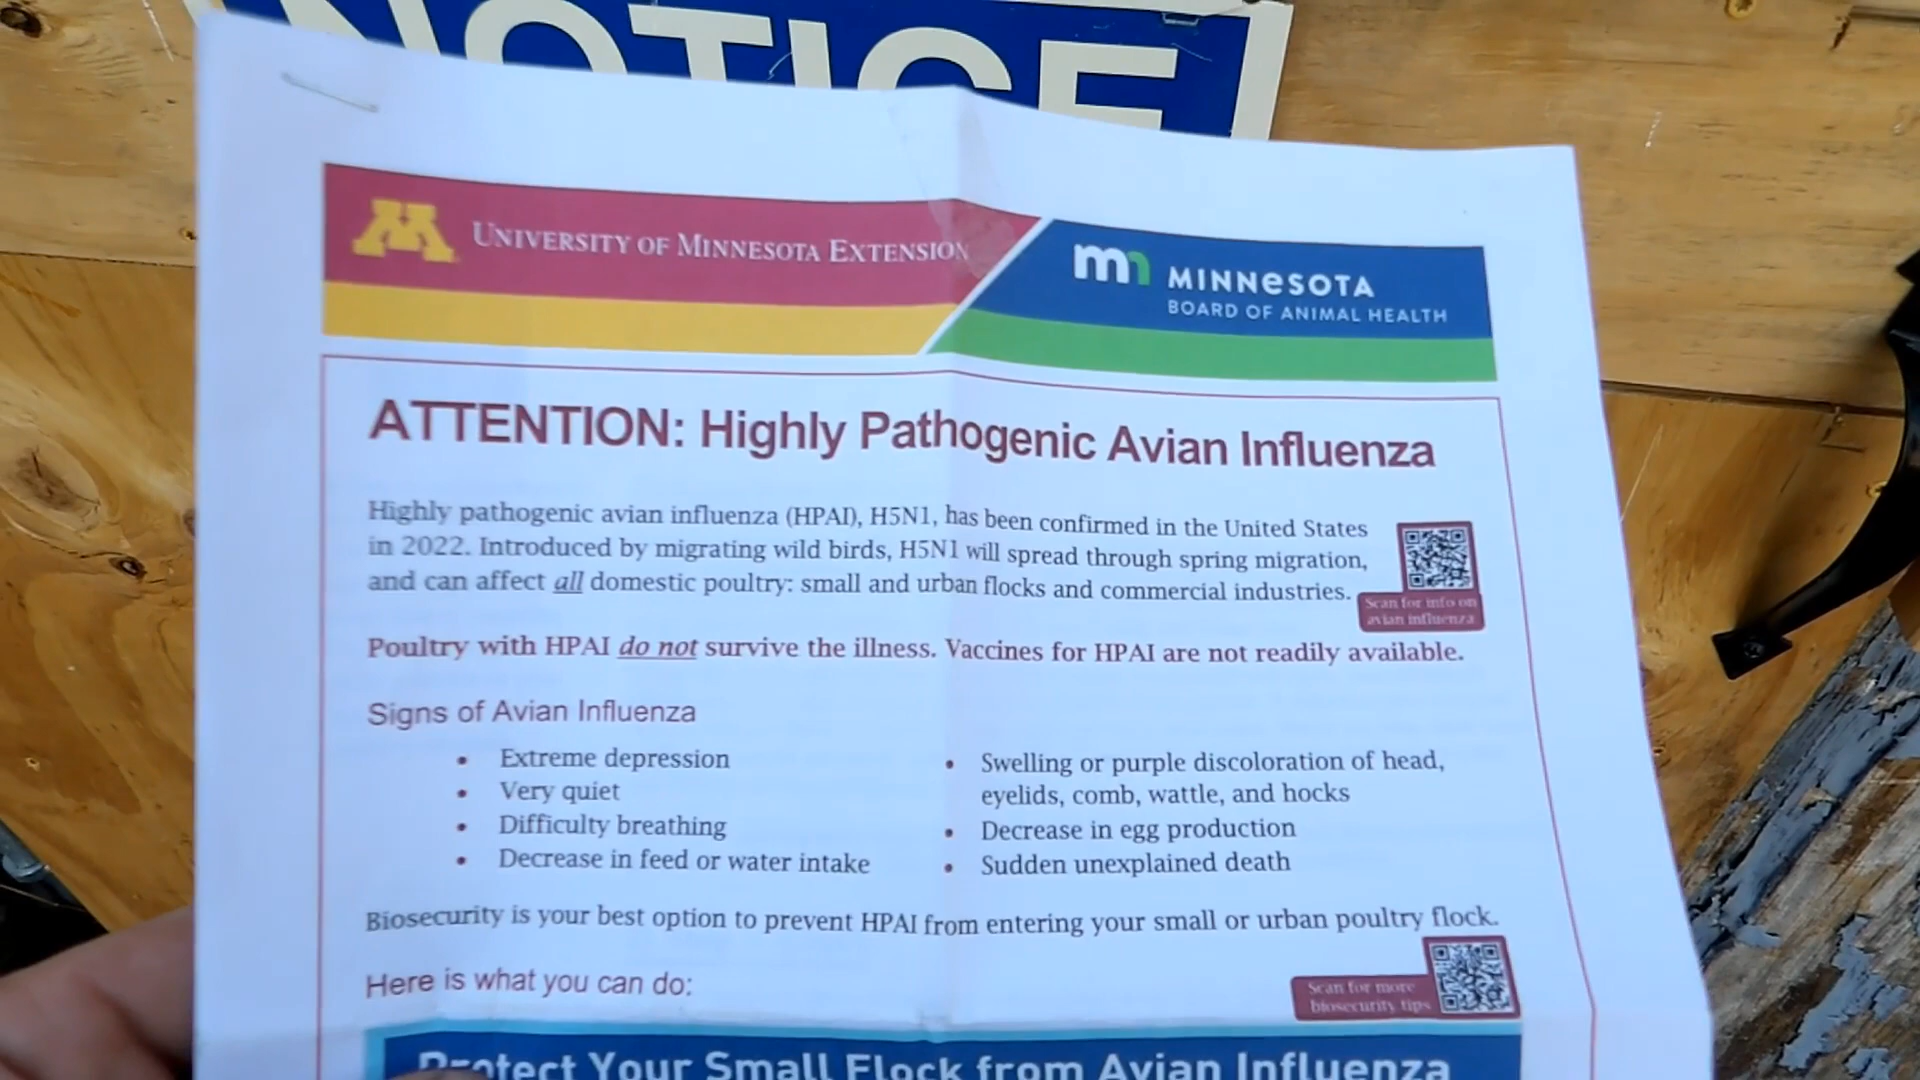 NOTICE
UNIVERSITY OF MINNESOTA EXTENSION
MINNESOTA
BOARD OF ANIMAL HEALTH
ATTENTION: Highly Pathogenic Avian Influenza
Highly pathogenic avian influenza (HPAI), H5N1, has been confirmed in the United States
in 2022. Introduced by migrating wild birds, H5N1 will spread through spring migration,
and can affect all domestic poultry: small and urban flocks and commercial industries.
Scan for info on
avian influenza
Poultry with HPAI do not survive the illness. Vaccines for HPAI are not readily available.
Signs of Avian Influenza
• Extreme depression
• Very quiet
• Difficulty breathing
• Decrease in feed or water intake
• Swelling or purple discoloration of head,
eyelids, comb, wattle, and hocks
• Decrease in egg production
• Sudden unexplained death
Biosecurity is your best option to prevent HPAI from entering your small or urban poultry flock.
Here is what you can do:
Scan for more
biosecurity tips
Protect Your Small Flock from Avian Influenza